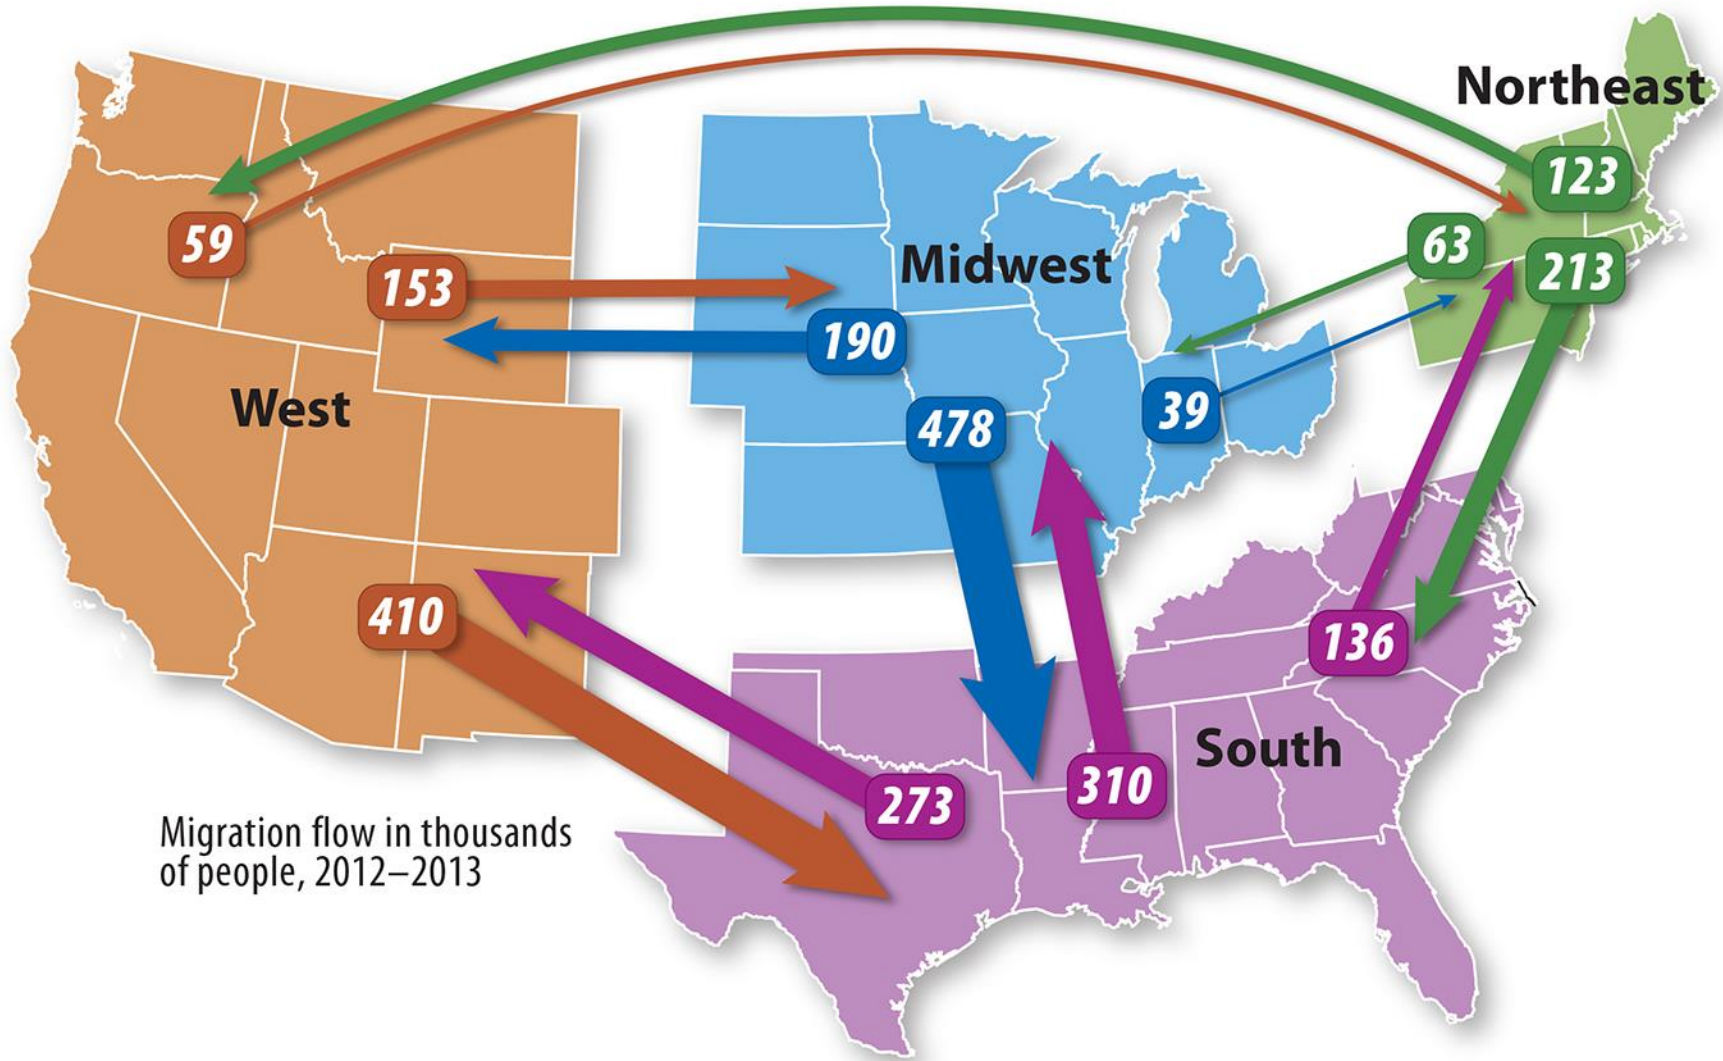 Northeast
123
59
63
213
Midwest
153
190
West
39
478
410
136
South
273
310
Migration flow in thousands
of people, 2012–2013